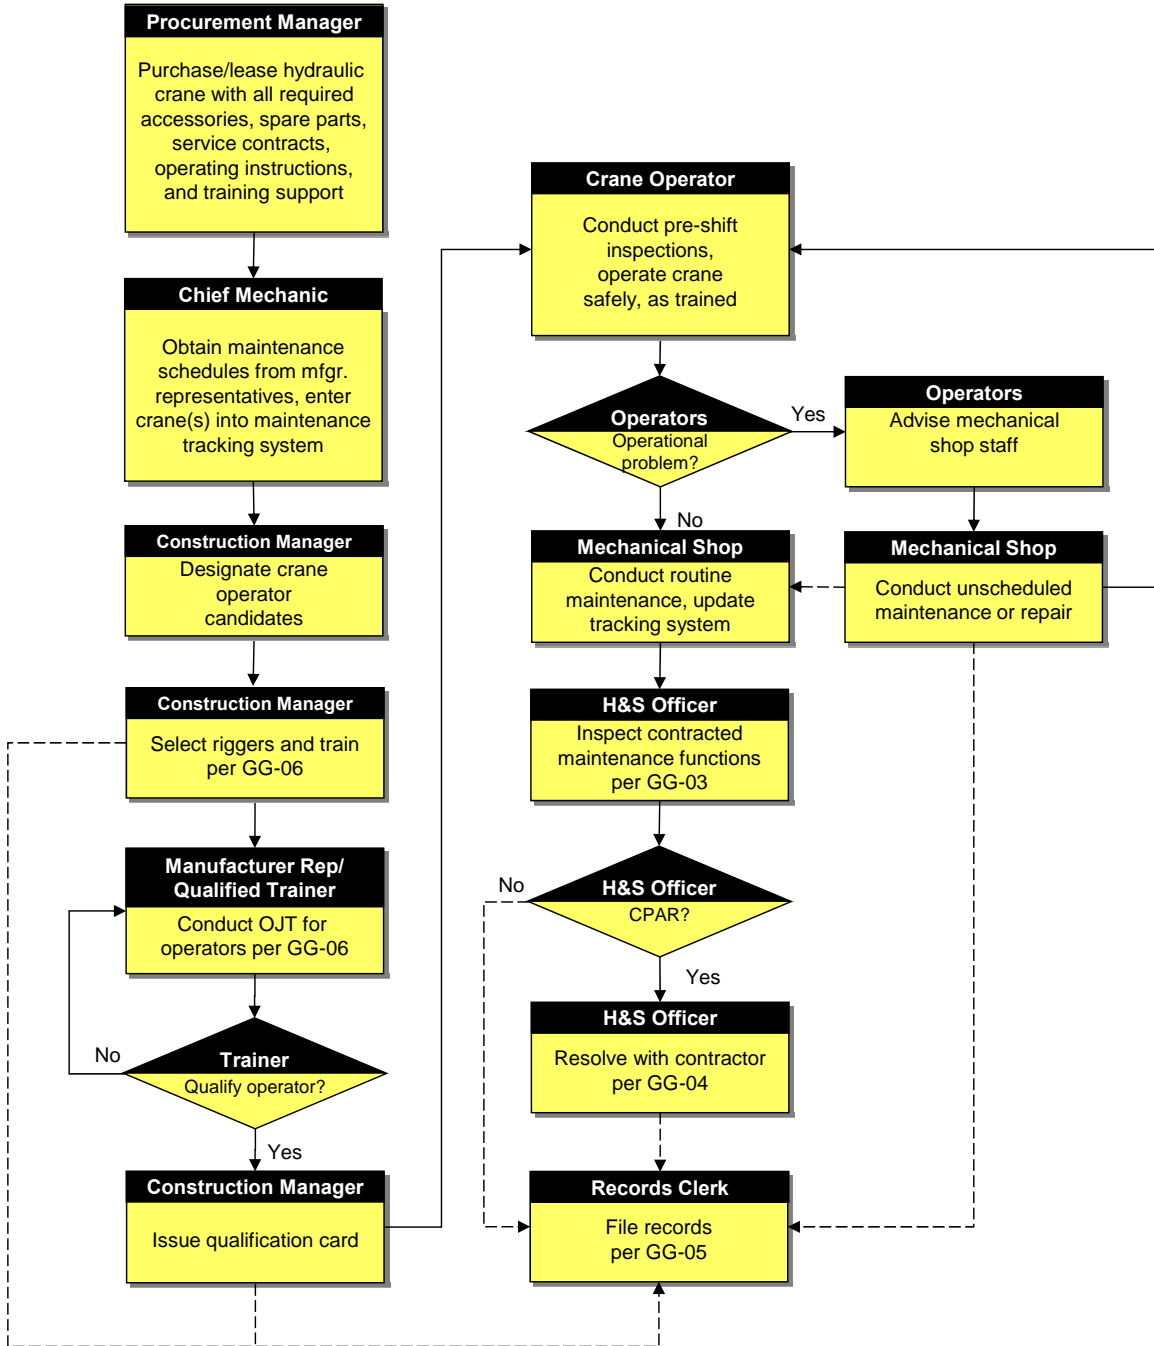 Procurement Manager
Purchase/lease hydraulic
crane with all required
accessories, spare parts,
service contracts,
operating instructions,
and training support
Chief Mechanic
Obtain maintenance
schedules from mfgr.
representatives, enter
crane(s) into maintenance
tracking system
Construction Manager
Designate crane
operator
candidates
Construction Manager
Select riggers and train
per GG-06
Manufacturer Rep/
Qualified Trainer
Conduct OJT for
operators per GG-06
No
Trainer
Qualify operator?
Yes
Construction Manager
Issue qualification card
Crane Operator
Conduct pre-shift
inspections,
operate crane
safely, as trained
Operators
Operational
problem?
Yes
Operators
Advise mechanical
shop staff
No
Mechanical Shop
Conduct routine
maintenance, update
tracking system
Mechanical Shop
Conduct unscheduled
maintenance or repair
H&S Officer
Inspect contracted
maintenance functions
per GG-03
No
H&S Officer
CPAR?
Yes
H&S Officer
Resolve with contractor
per GG-04
Records Clerk
File records
per GG-05